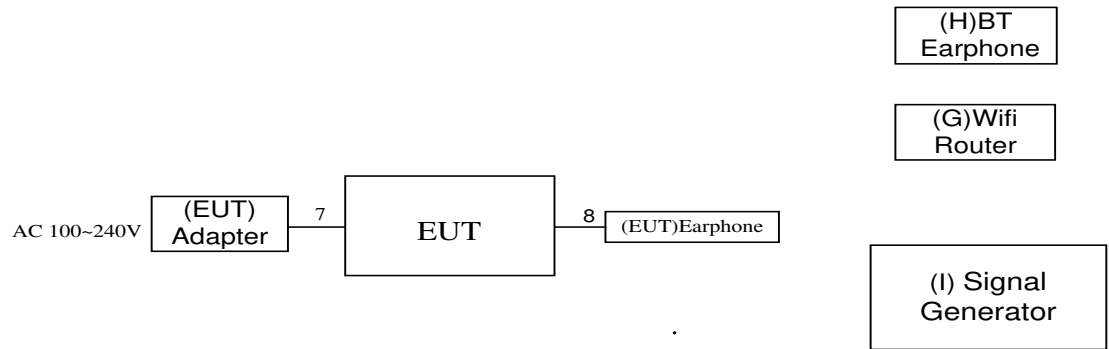 (H)BT
Earphone
(G)Wifi
Router
AC 100~240V
(EUT)
Adapter
7
EUT
8
(EUT)Earphone
(I) Signal
Generator
.